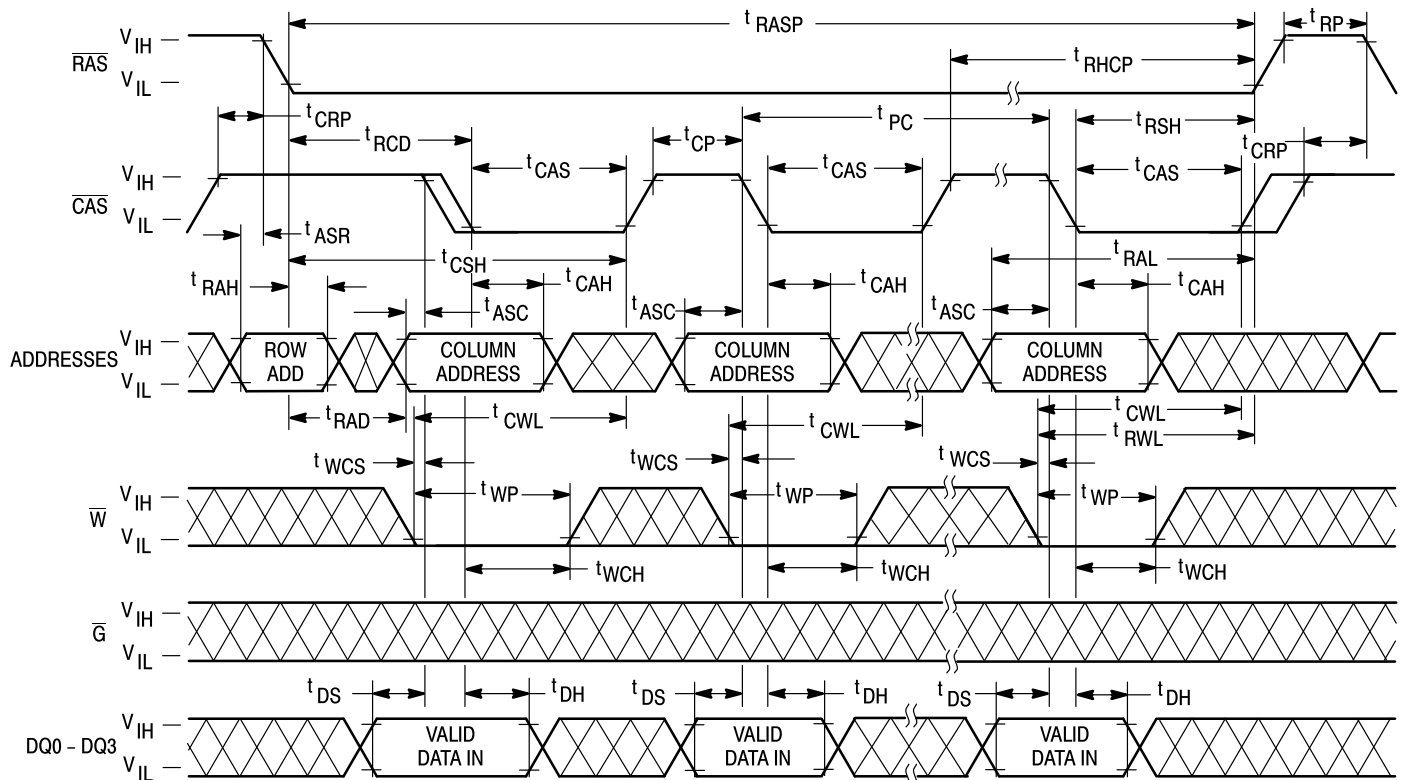 t RASP
t RP
V IH
RAS
V IL
t RHCP
t CRP
t RCD
t CP
t PC
t RSH
t CRP
V IH
CAS
V IL
t CAS
t CAS
t CAS
t ASR
t CSH
t RAL
t RAH
t CAH
t CAH
t CAH
t ASC
t ASC
t ASC
ADDRESSES
V IH
V IL
ROW
ADD
COLUMN
ADDRESS
COLUMN
ADDRESS
COLUMN
ADDRESS
t RAD
t CWL
t CWL
t CWL
t RWL
t WCS
t WCS
t WCS
V IH
W
V IL
t WP
t WP
t WP
t WCH
t WCH
t WCH
V IH
G
V IL
t DS
t DH
t DS
t DH
t DS
t DH
V IH
DQ0 – DQ3
V IL
VALID
DATA IN
VALID
DATA IN
VALID
DATA IN